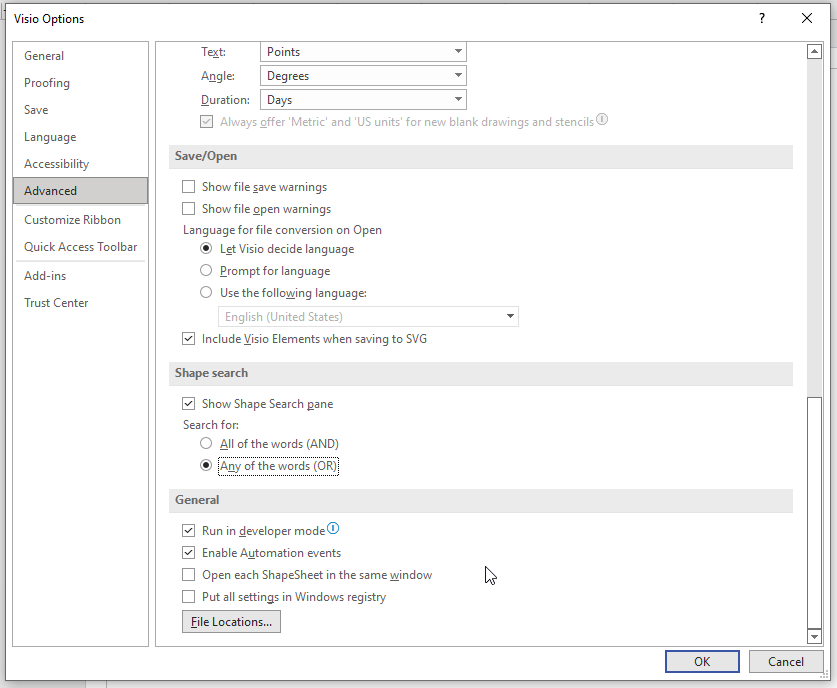 Visio Options
?
General
Proofing
Save
Language
Accessibility
Advanced
Customize Ribbon
Quick Access Toolbar
Add-ins
Trust Center
Text: Points
Angle: Degrees
Duration: Days
Always offer 'Metric' and 'US units' for new blank drawings and stencils
Save/Open
Show file save warnings
Show file open warnings
Language for file conversion on Open
Let Visio decide language
Prompt for language
Use the following language:
English (United States)
Include Visio Elements when saving to SVG
Shape search
Show Shape Search pane
Search for:
All of the words (AND)
Any of the words (OR)
General
Run in developer mode
Enable Automation events
Open each ShapeSheet in the same window
Put all settings in Windows registry
File Locations...
OK Cancel